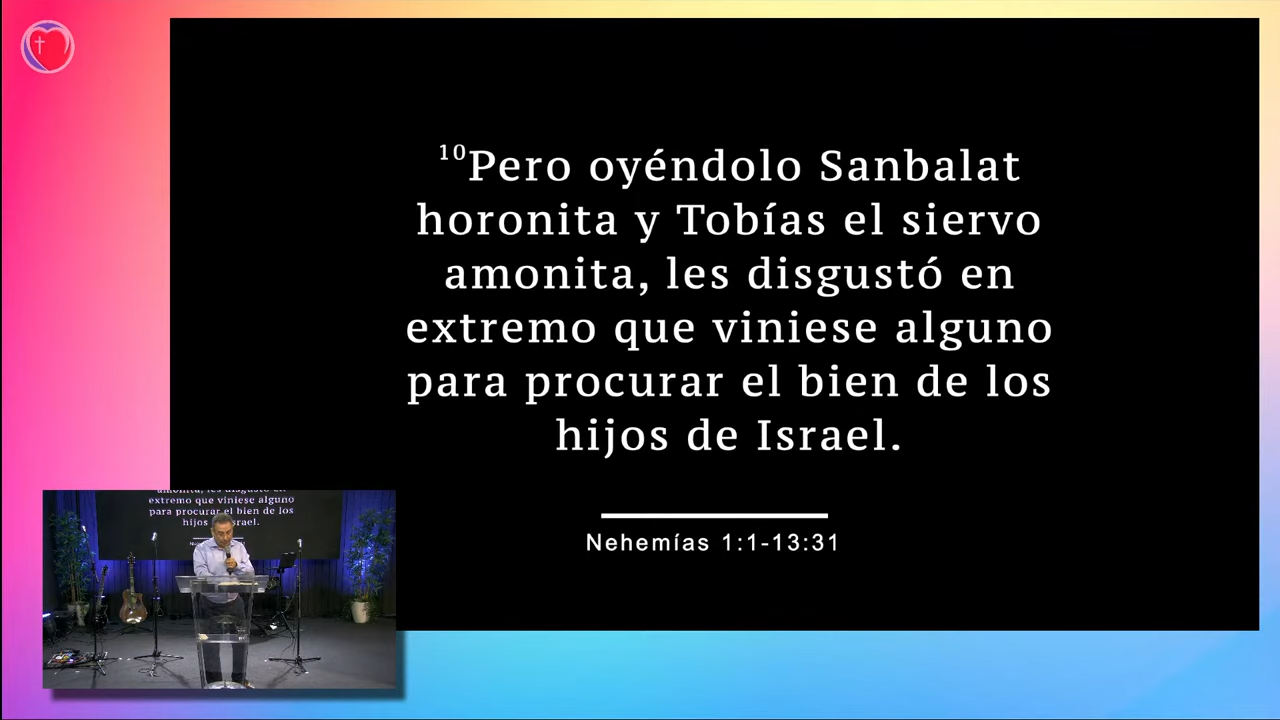 ¹⁰Pero oyéndolo Sanbalat
horonita y Tobías el siervo
amonita, les disgustó en
extremo que viniese alguno
para procurar el bien de los
hijos de Israel.
Nehemías 1:1-13:31
extremo que viniese alguno
para procurar el bien de los